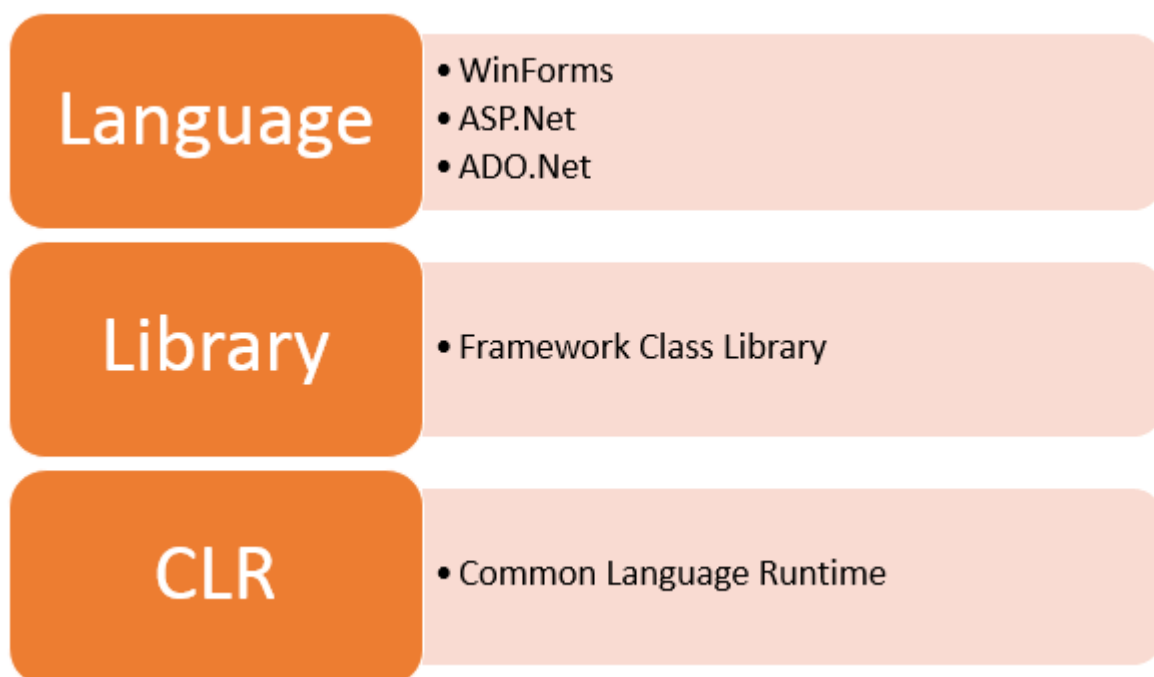 Language
• WinForms
• ASP.Net
• ADO.Net
Library
• Framework Class Library
CLR
• Common Language Runtime